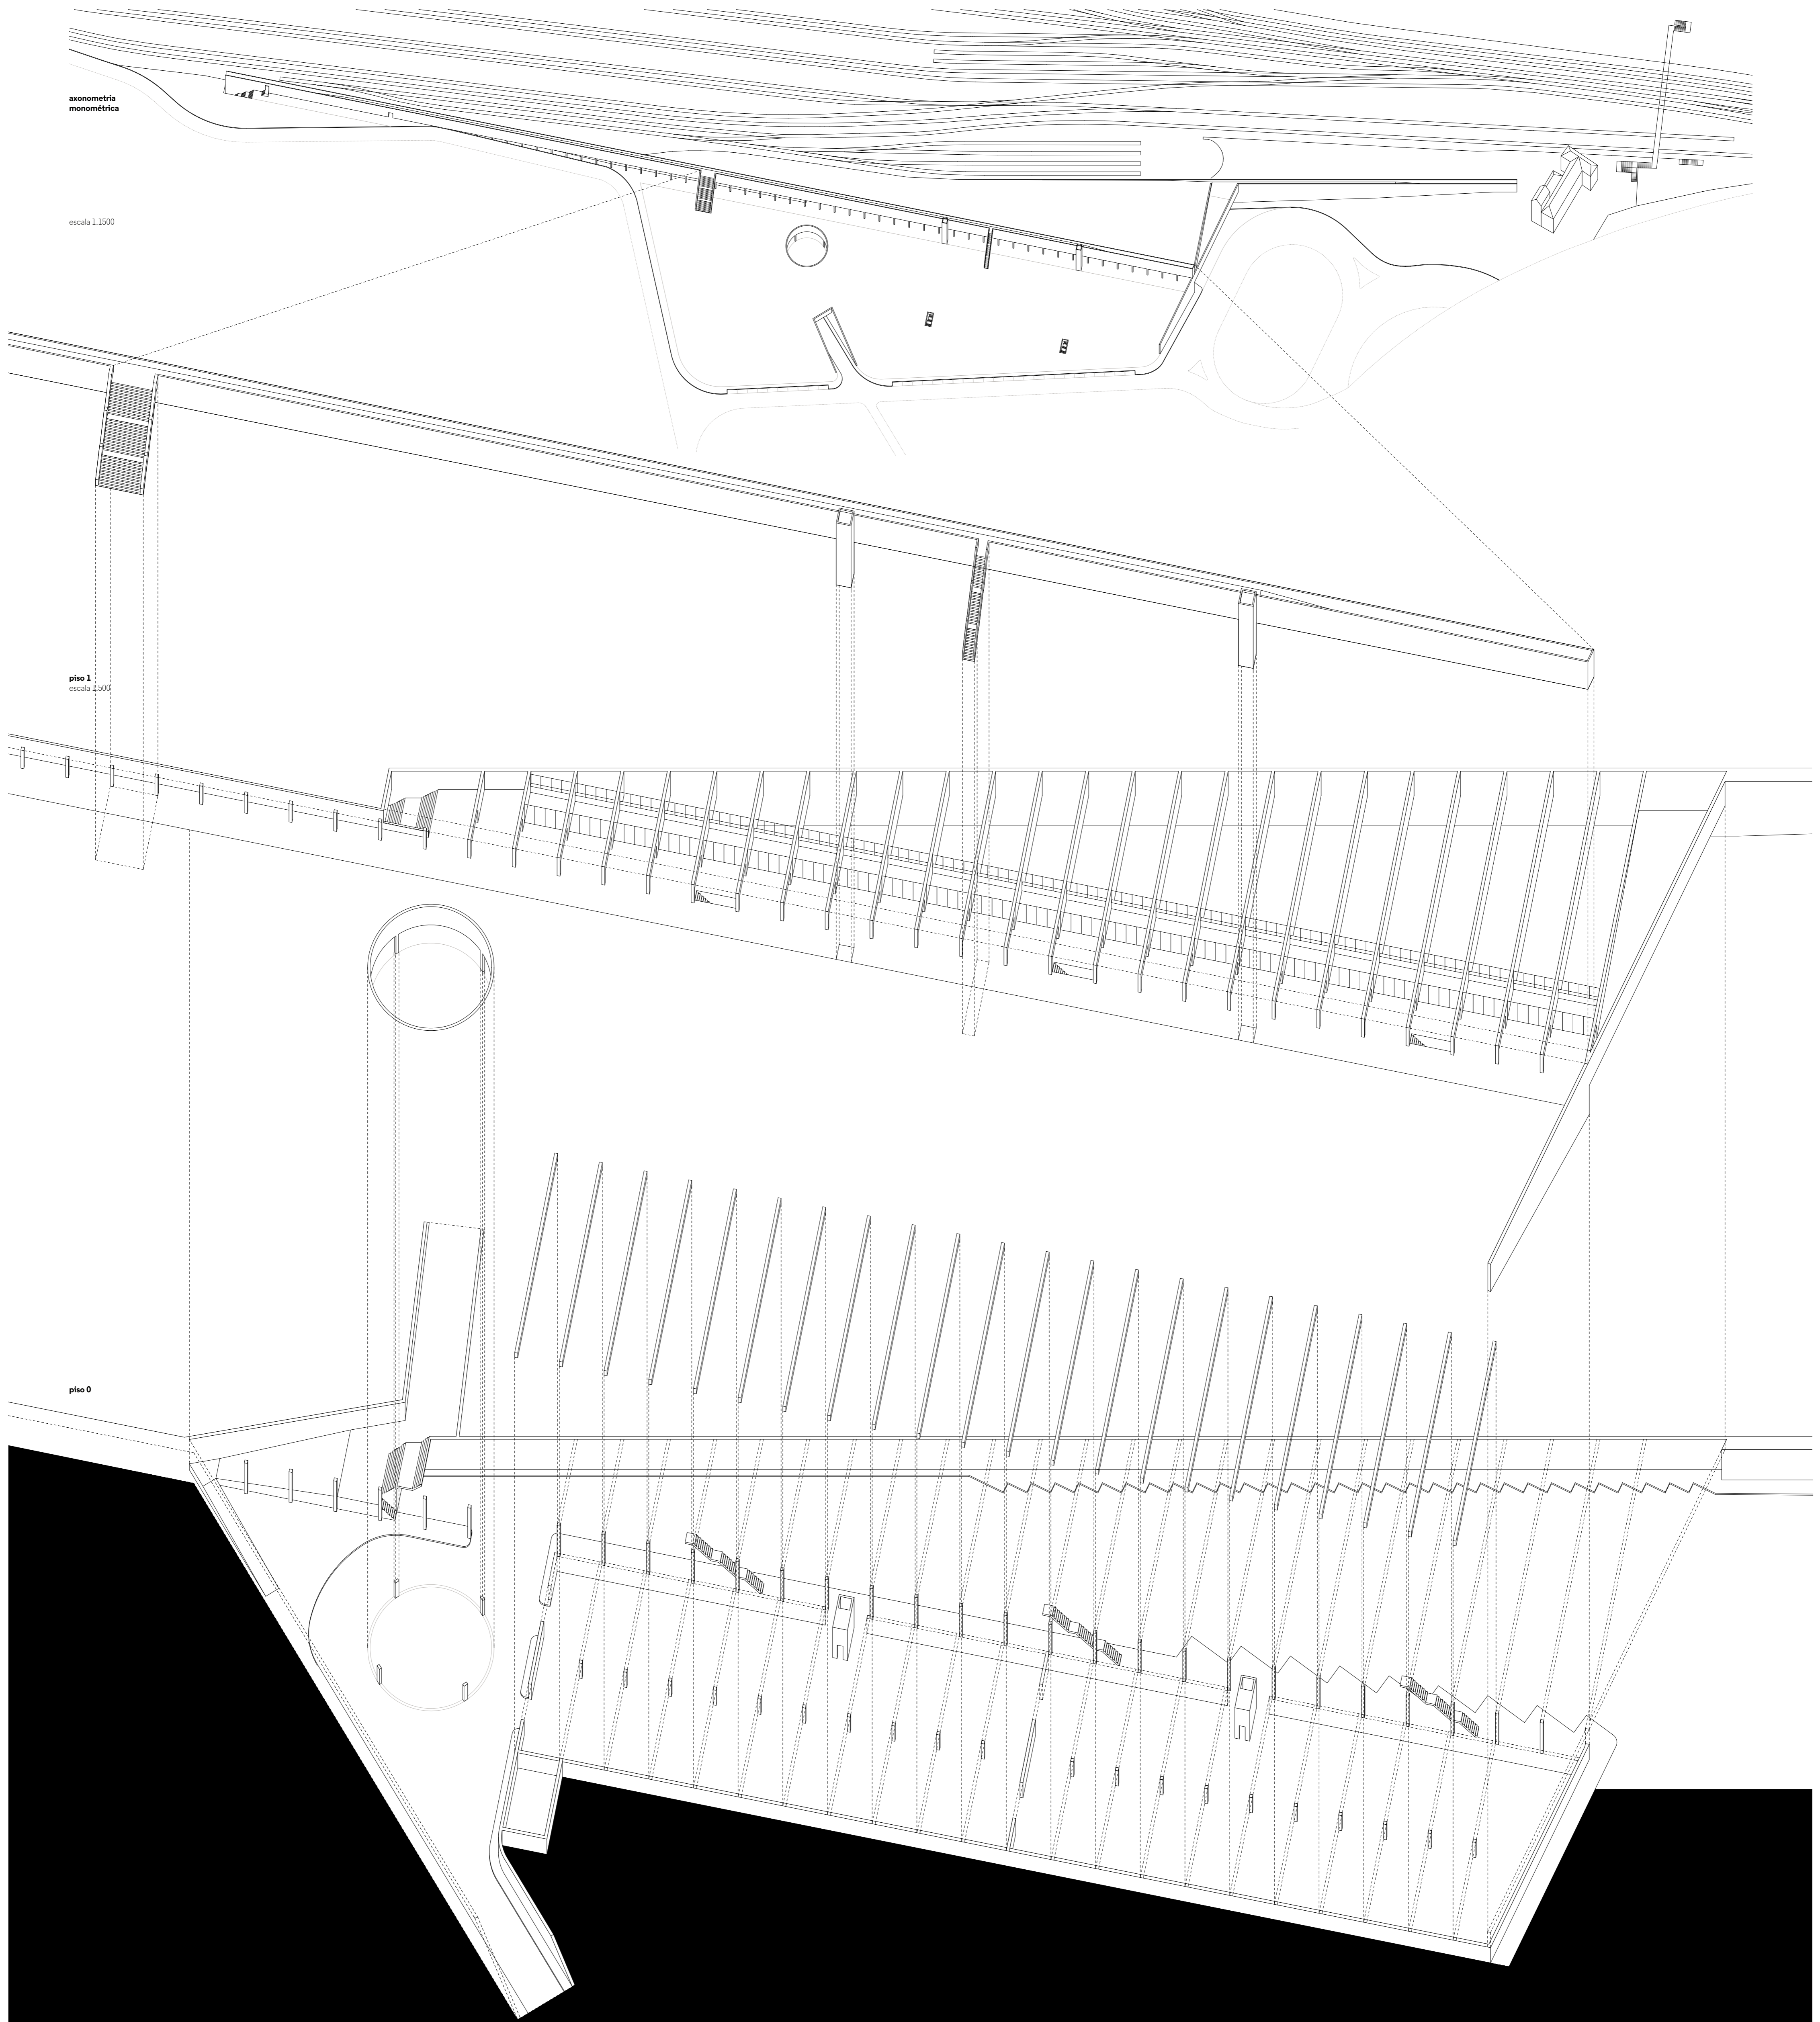 axonometria
monométrica
escala 1.1500
piso 1
escala 1.500
piso 0